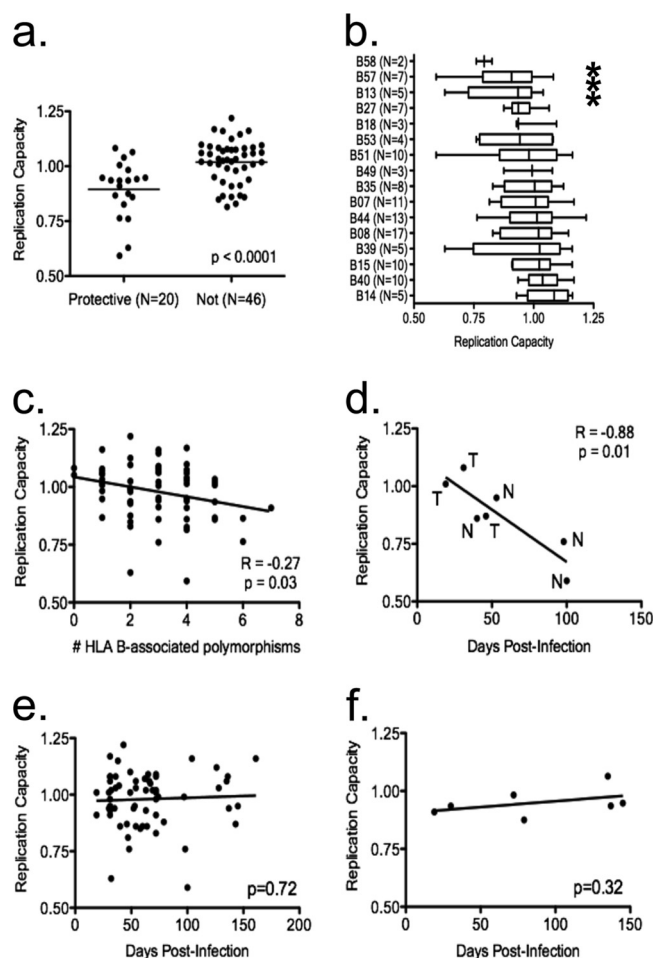 a.
Replication Capacity
1.25
1.00
0.75
0.50
p < 0.0001
Protective (N=20)
Not (N=46)
b.
B58 (N=2)
B57 (N=7)
B13 (N=5)
B27 (N=7)
B18 (N=3)
B53 (N=4)
B51 (N=10)
B49 (N=3)
B35 (N=8)
B07 (N=11)
B44 (N=13)
B08 (N=17)
B39 (N=5)
B15 (N=10)
B40 (N=10)
B14 (N=5)
* * *
0.50 0.75 1.00 1.25
Replication Capacity
c.
Replication Capacity
1.25
1.00
0.75
0.50
R = -0.27
p = 0.03
0 2 4 6 8
# HLA B-associated polymorphisms
d.
Replication Capacity
1.25
1.00
0.75
0.50
R = -0.88
p = 0.01
T
T
N
N
T
N
N
0 50 100 150
Days Post-Infection
e.
Replication Capacity
1.25
1.00
0.75
0.50
p=0.72
0 50 100 150 200
Days Post-Infection
f.
Replication Capacity
1.25
1.00
0.75
0.50
p=0.32
0 50 100 150
Days Post-Infection